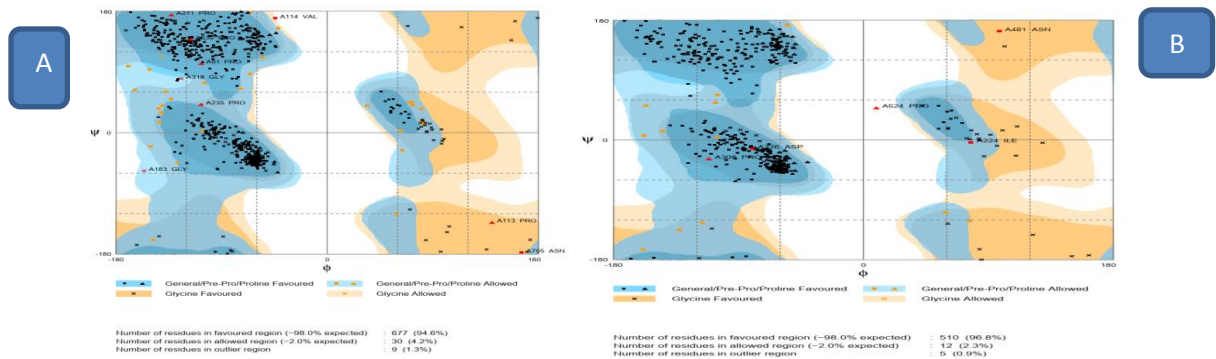 A
180
A211 PRO
A114 VAL
A318 GLY
A235 PRO
Ψ 0
A183 GLY
A113 PRO
A705 ASN
-180
-180 0 180
Φ
General/Pre-Pro/Proline Favoured
General/Pre-Pro/Proline Allowed
Glycine Favoured
Glycine Allowed
Number of residues in favoured region (~98.0% expected) : 677 (94.6%)
Number of residues in allowed region (~2.0% expected) : 30 (4.2%)
Number of residues in outlier region : 9 (1.3%)
B
180
A481 ASN
A524 PRO
Ψ 0
A224 ILE
ASP
-180
-180 0 180
Φ
General/Pre-Pro/Proline Favoured
General/Pre-Pro/Proline Allowed
Glycine Favoured
Glycine Allowed
Number of residues in favoured region (~98.0% expected) : 510 (96.8%)
Number of residues in allowed region (~2.0% expected) : 12 (2.3%)
Number of residues in outlier region : 5 (0.9%)